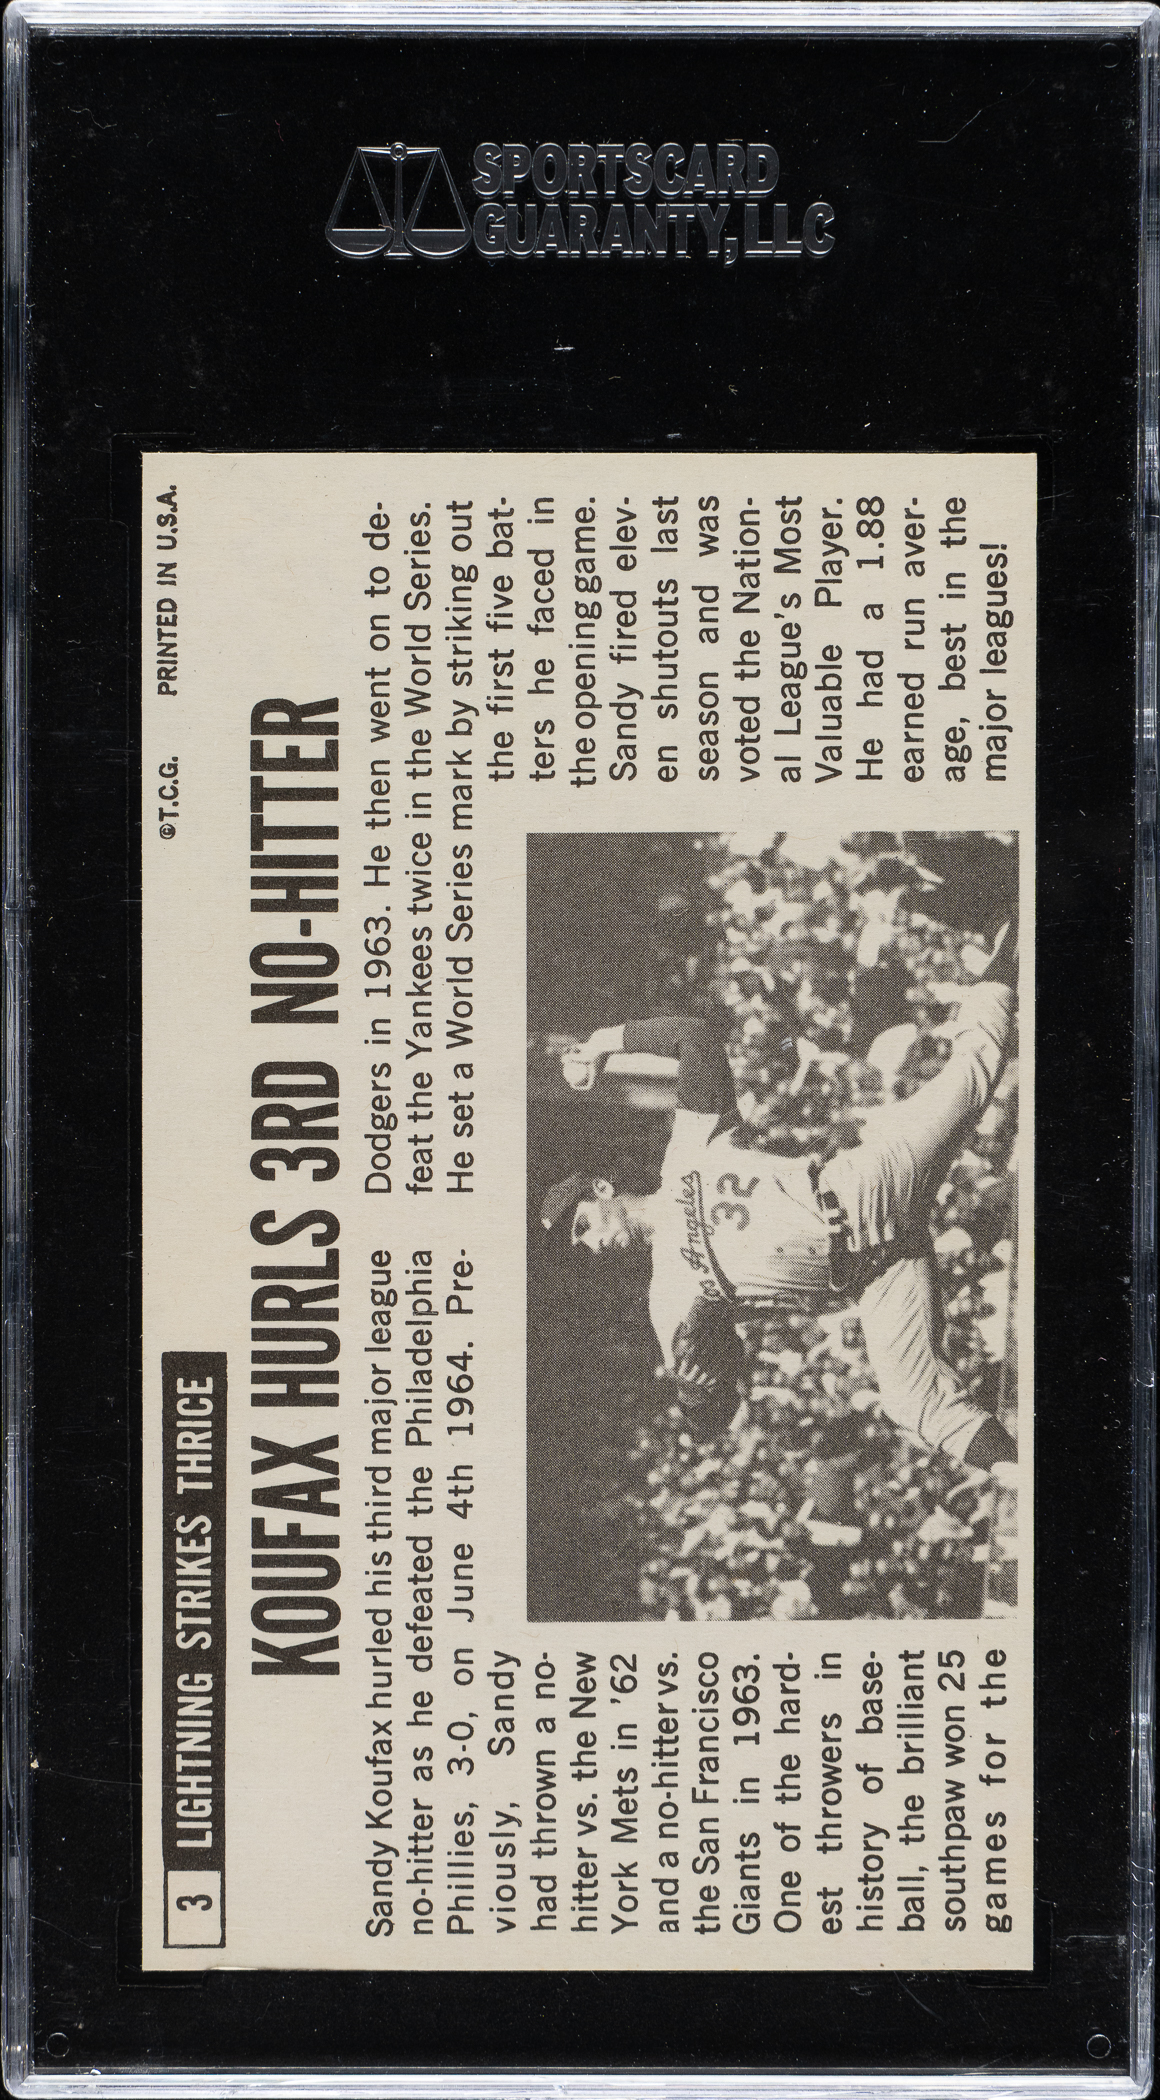 SPORTSCARD
GUARANTY, LLC
3 LIGHTNING STRIKES THRICE ©T.C.G. PRINTED IN U.S.A.
KOUFAX HURLS 3RD NO-HITTER
Sandy Koufax hurled his third major league
no-hitter as he defeated the Philadelphia
Phillies, 3-0, on June 4th 1964. Pre-
viously, Sandy
had thrown a no-
hitter vs. the New
York Mets in '62
and a no-hitter vs.
the San Francisco
Giants in 1963.
One of the hard-
est throwers in
history of base-
ball, the brilliant
southpaw won 25
games for the
Dodgers in 1963. He then went on to de-
feat the Yankees twice in the World Series.
He set a World Series mark by striking out
the first five bat-
ters he faced in
the opening game.
Sandy fired elev-
en shutouts last
season and was
voted the Nation-
al League's Most
Valuable Player.
He had a 1.88
earned run aver-
age, best in the
major leagues!
Los Angeles
32